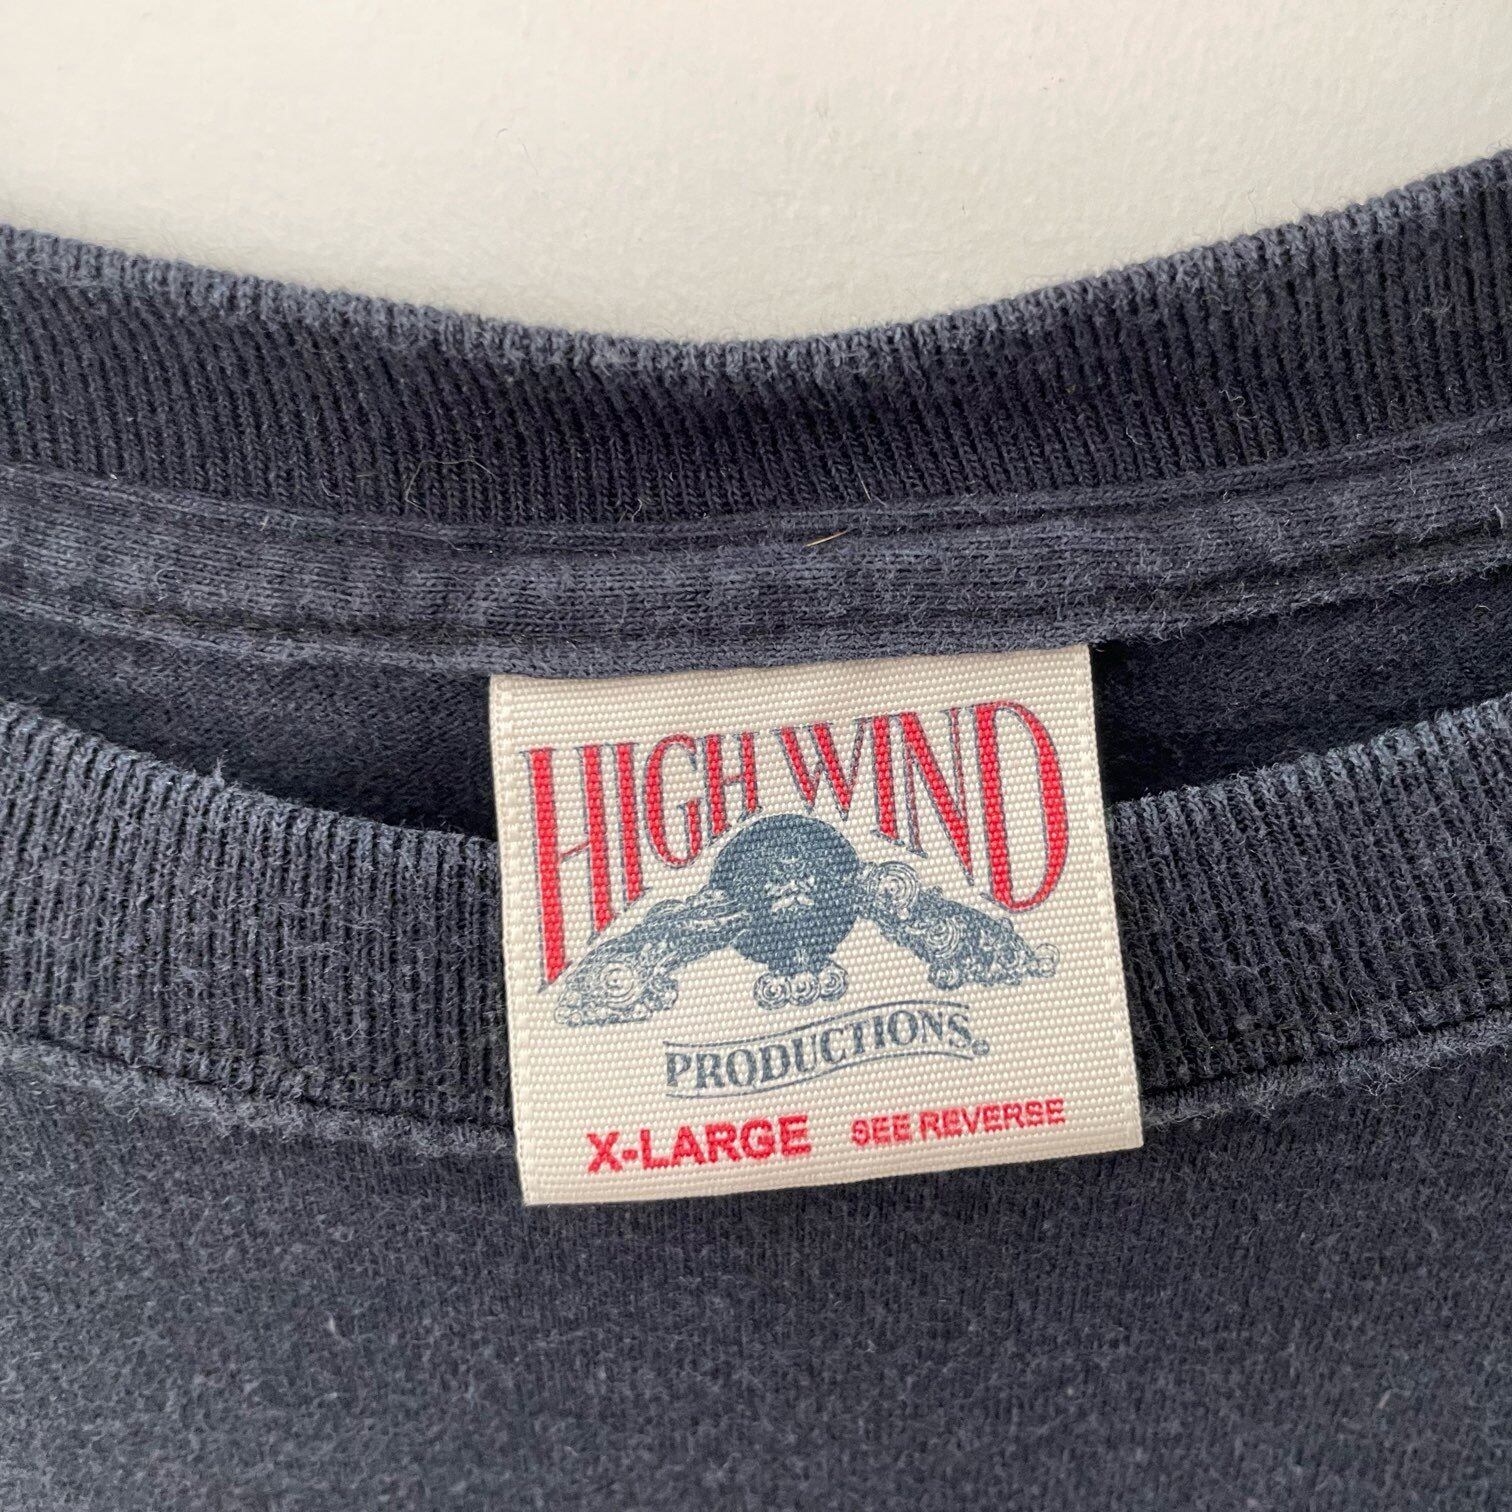 HIGH WIND
PRODUCTIONS®
X-LARGE SEE REVERSE